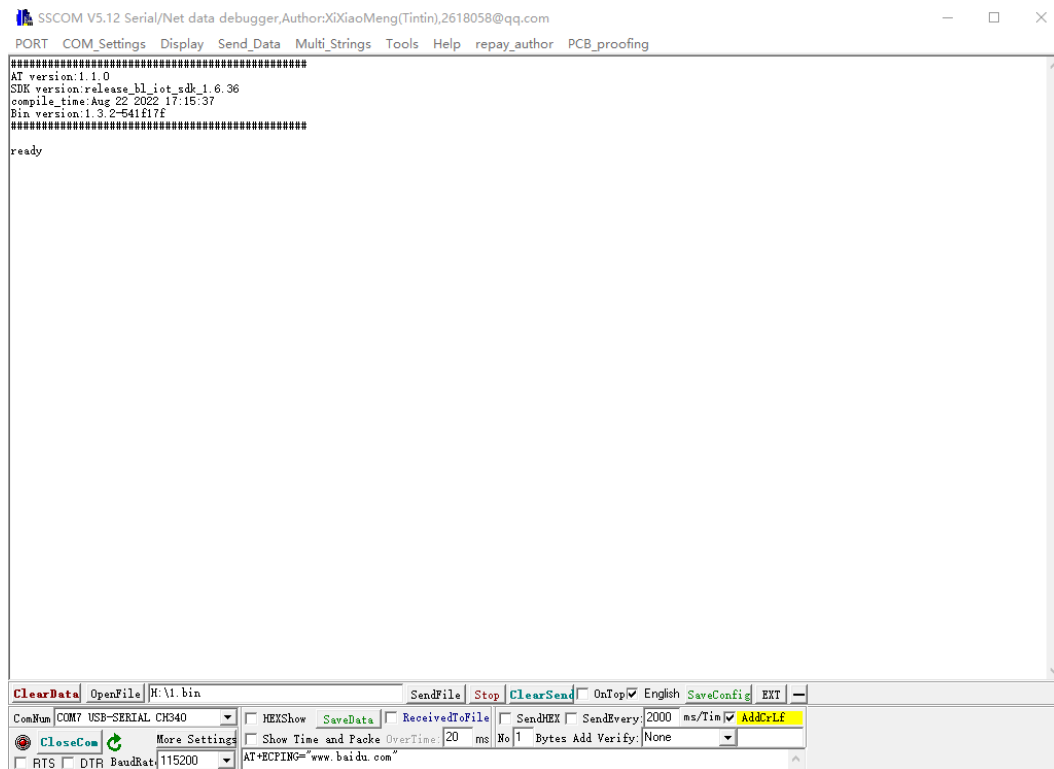 SSCOM V5.12 Serial/Net data debugger,Author:XiXiaoMeng(Tintin),2618058@qq.com
PORT COM_Settings Display Send_Data Multi_Strings Tools Help repay_author PCB_proofing
################################################
AT version:1.1.0
SDK version:release_bl_iot_sdk_1.6.36
compile_time:Aug 22 2022 17:15:37
Bin version:1.3.2-541f17f
################################################
ready
ClearData OpenFile H:\1.bin SendFile Stop ClearSend OnTop English SaveConfig EXT —
ComNum COM7 USB-SERIAL CH340 HEXShow SaveData ReceivedToFile SendHEX SendEvery: 2000 ms/Tim AddCrLf
CloseCom More Settings Show Time and Packe OverTime: 20 ms No 1 Bytes Add Verify: None
RTS DTR BaudRat 115200 AT+ECPING="www.baidu.com"